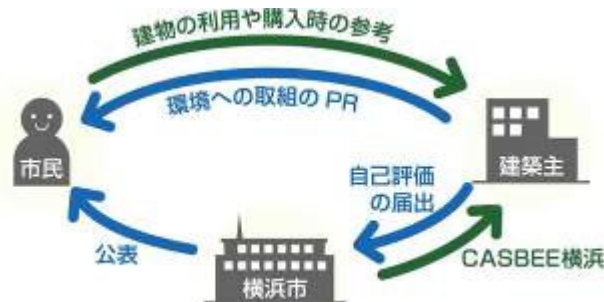 建物の利用や購入時の参考
環境への取組の PR
市民
建築主
自己評価
の届出
公表
横浜市
CASBEE横浜